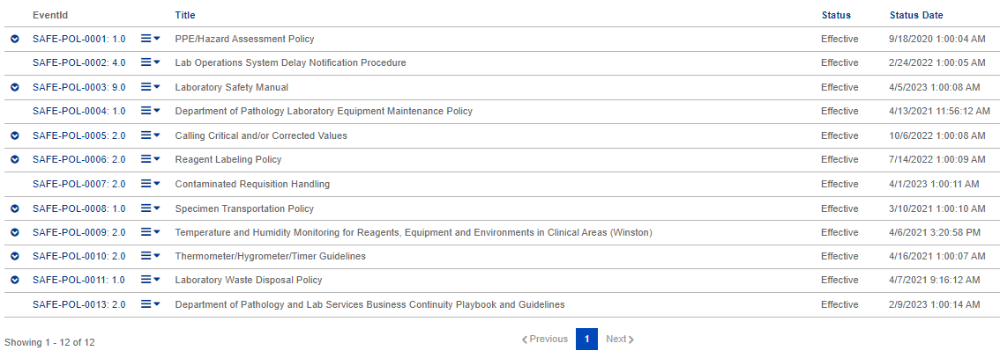 EventId Title Status Status Date
SAFE-POL-0001: 1.0 PPE/Hazard Assessment Policy Effective 9/18/2020 1:00:04 AM
SAFE-POL-0002: 4.0 Lab Operations System Delay Notification Procedure Effective 2/24/2022 1:00:05 AM
SAFE-POL-0003: 9.0 Laboratory Safety Manual Effective 4/5/2023 1:00:08 AM
SAFE-POL-0004: 1.0 Department of Pathology Laboratory Equipment Maintenance Policy Effective 4/13/2021 11:56:12 AM
SAFE-POL-0005: 2.0 Calling Critical and/or Corrected Values Effective 10/6/2022 1:00:08 AM
SAFE-POL-0006: 2.0 Reagent Labeling Policy Effective 7/14/2022 1:00:09 AM
SAFE-POL-0007: 2.0 Contaminated Requisition Handling Effective 4/1/2023 1:00:11 AM
SAFE-POL-0008: 1.0 Specimen Transportation Policy Effective 3/10/2021 1:00:10 AM
SAFE-POL-0009: 2.0 Temperature and Humidity Monitoring for Reagents, Equipment and Environments in Clinical Areas (Winston) Effective 4/6/2021 3:20:58 PM
SAFE-POL-0010: 2.0 Thermometer/Hygrometer/Timer Guidelines Effective 4/16/2021 1:00:07 AM
SAFE-POL-0011: 1.0 Laboratory Waste Disposal Policy Effective 4/7/2021 9:16:12 AM
SAFE-POL-0013: 2.0 Department of Pathology and Lab Services Business Continuity Playbook and Guidelines Effective 2/9/2023 1:00:14 AM
Showing 1 - 12 of 12 Previous 1 Next